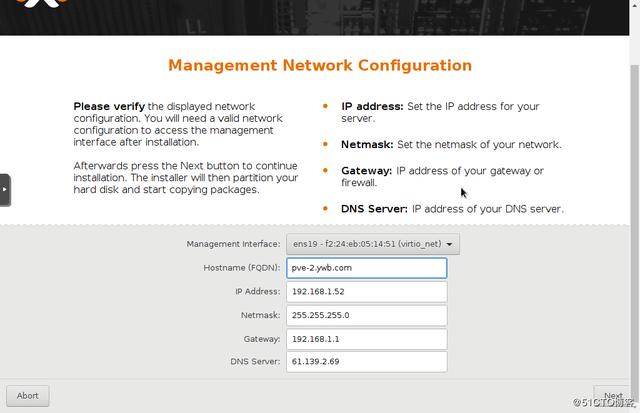 Management Network Configuration
Please verify the displayed network
configuration. You will need a valid network
configuration to access the management
interface after installation.
Afterwards press the Next button to continue
installation. The installer will then partition your
hard disk and start copying packages.
IP address: Set the IP address for your
server.
Netmask: Set the netmask of your network.
Gateway: IP address of your gateway or
firewall.
DNS Server: IP address of your DNS server.
Management Interface: ens19 - f2:24:eb:05:14:51 (virtio_net)
Hostname (FQDN): pve-2.ywb.com
IP Address: 192.168.1.52
Netmask: 255.255.255.0
Gateway: 192.168.1.1
DNS Server: 61.139.2.69
Abort
Next
@51CTO博客